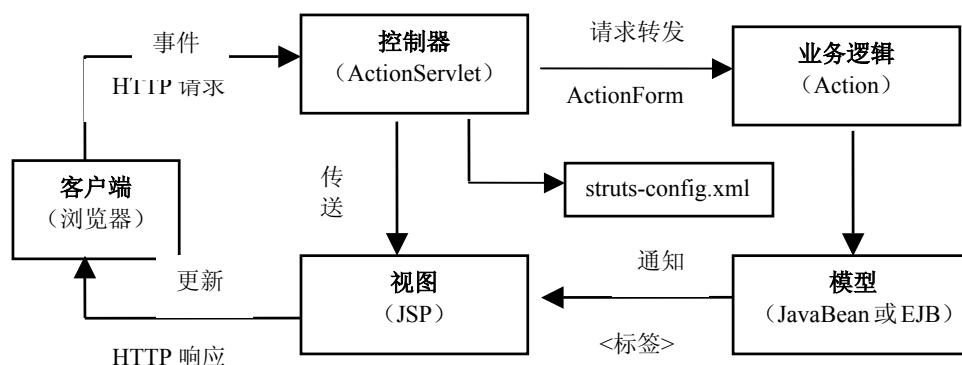 事件
HTTP 请求
控制器
（ActionServlet）
请求转发
ActionForm
业务逻辑
（Action）
客户端
（浏览器）
传
送
struts-config.xml
更新
HTTP 响应
视图
（JSP）
通知
<标签>
模型
（JavaBean 或 EJB）